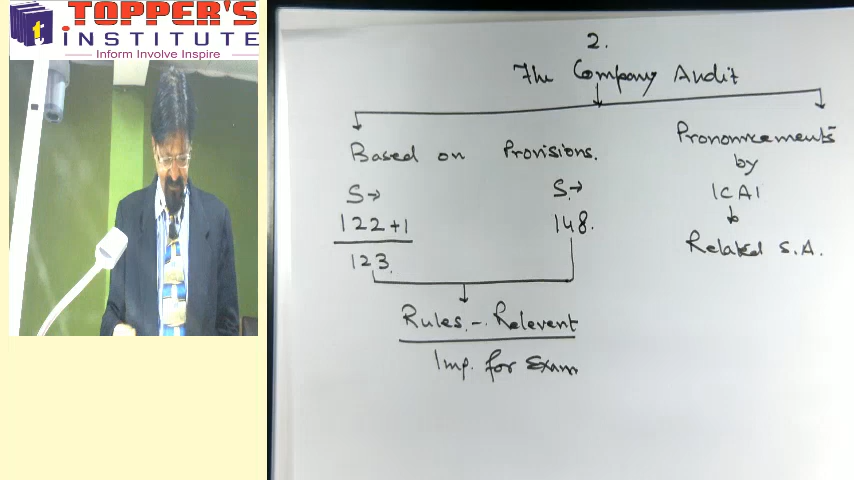 TOPPER'S
iNSTITUTE
Inform Involve Inspire
t
2.
The Company Audit
Based on Provisions.
S→
122+1
123.
S.→
148.
Rules.- Relevent
Imp. for Exam
Pronouncements
by
ICAI
Related S.A.